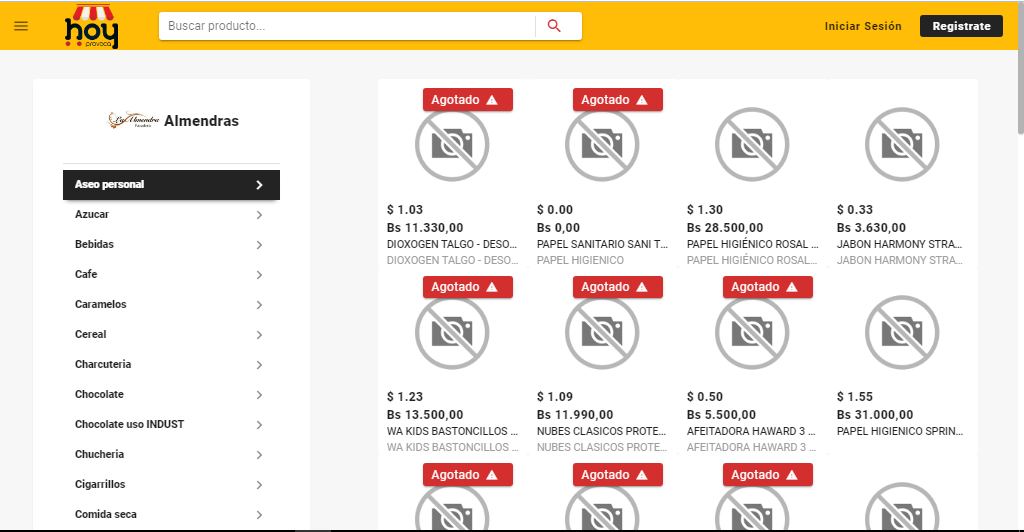 hoy
provoca
Buscar producto...
Iniciar Sesión
Registrate
La Almendra
Almendras
Aseo personal
Azucar
Bebidas
Cafe
Caramelos
Cereal
Charcuteria
Chocolate
Chocolate uso INDUST
Chucheria
Cigarrillos
Comida seca
Agotado
$ 1.03
Bs 11.330,00
DIOXOGEN TALGO - DESO...
DIOXOGEN TALGO - DESO...
Agotado
$ 0.00
Bs 0,00
PAPEL SANITARIO SANI T...
PAPEL HIGIENICO
$ 1.30
Bs 28.500,00
PAPEL HIGIÉNICO ROSAL ...
PAPEL HIGIÉNICO ROSAL...
$ 0.33
Bs 3.630,00
JABON HARMONY STRA...
JABON HARMONY STRA...
Agotado
$ 1.23
Bs 13.500,00
WA KIDS BASTONCILLOS ...
WA KIDS BASTONCILLOS ...
Agotado
$ 1.09
Bs 11.990,00
NUBES CLASICOS PROTE...
NUBES CLASICOS PROTE...
Agotado
$ 0.50
Bs 5.500,00
AFEITADORA HAWARD 3 ...
AFEITADORA HAWARD 3 ...
$ 1.55
Bs 31.000,00
PAPEL HIGIENICO SPRIN...
Agotado
Agotado
Agotado